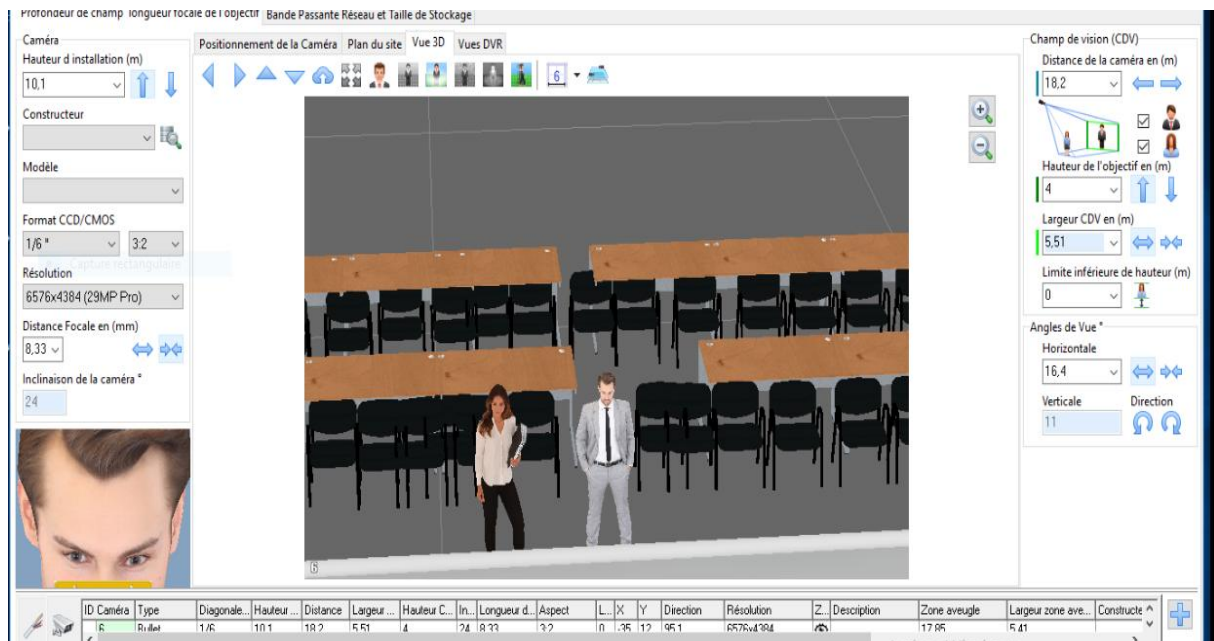 Profondeur de champ longueur focale de l'objectif Bande Passante Réseau et Taille de Stockage
Caméra
Hauteur d installation (m)
10,1
Constructeur
Modèle
Format CCD/CMOS
1/6 " 3:2
Capture rectangulaire
Résolution
6576x4384 (29MP Pro)
Distance Focale en (mm)
8,33
Inclinaison de la caméra °
24
Positionnement de la Caméra Plan du site Vue 3D Vues DVR
6
6
Champ de vision (CDV)
Distance de la caméra en (m)
18,2
Hauteur de l'objectif en (m)
4
Largeur CDV en (m)
5,51
Limite inférieure de hauteur (m)
0
Angles de Vue °
Horizontale
16,4
Verticale Direction
11
ID Caméra Type Diagonale... Hauteur ... Distance Largeur ... Hauteur C... In... Longueur d... Aspect L... X Y Direction Résolution Z... Description Zone aveugle Largeur zone ave... Constructe
6 Bullet 1/6 10.1 18.2 5.51 4 24 8.33 3:2 0 -35 12 95.1 6576x4384 17.85 5.41